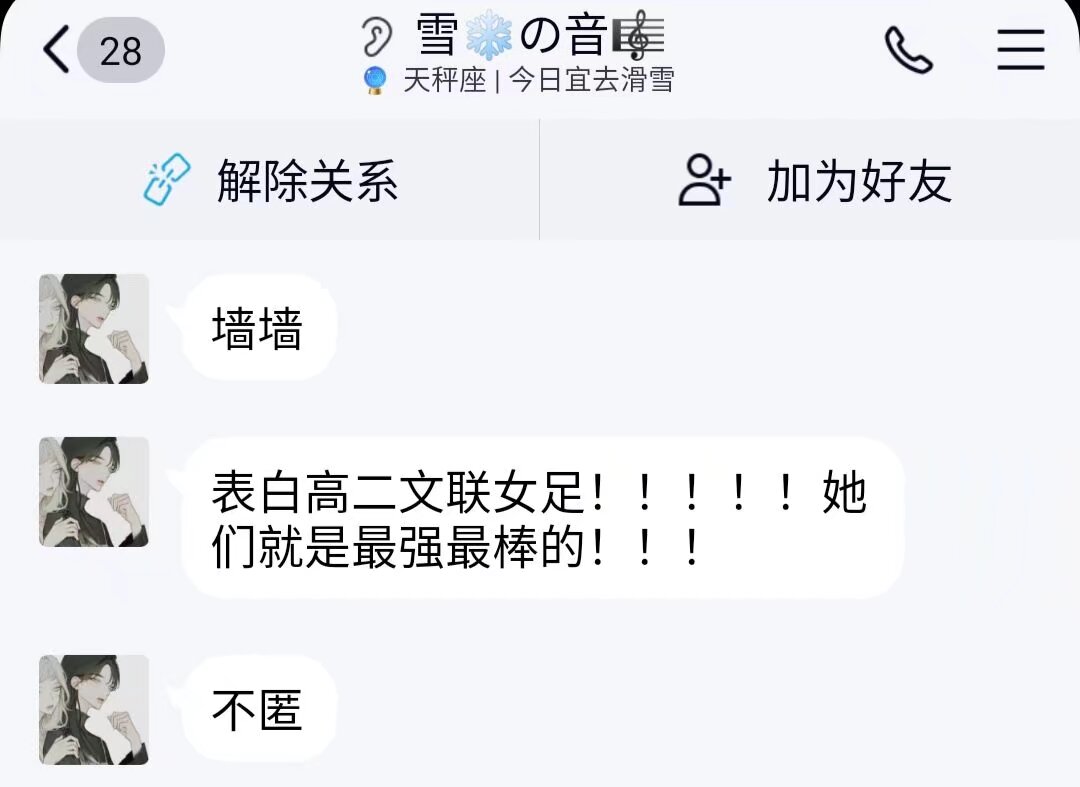 28
雪❄️の音🎼
天秤座 | 今日宜去滑雪
解除关系
加为好友
墙墙
表白高二文联女足！！！！！她
们就是最强最棒的！！！
不匿